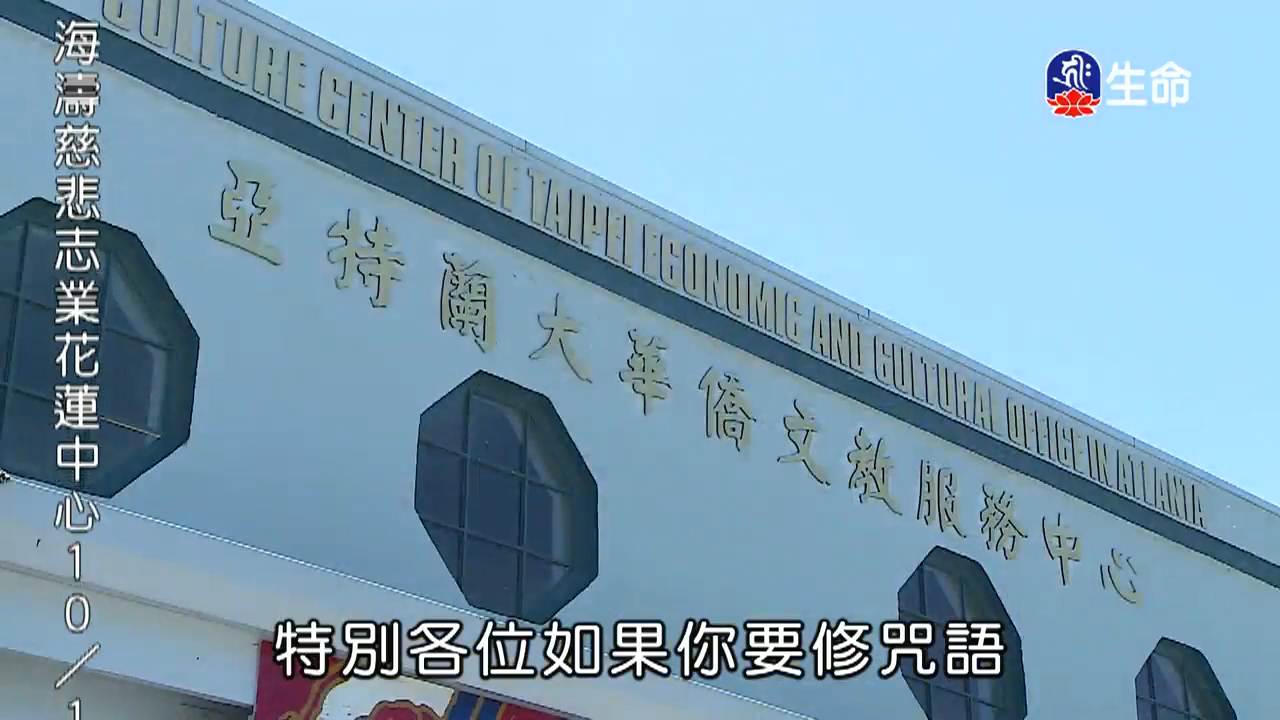 海濤慈悲志業花蓮中心10/1
生命
CULTURE CENTER OF TAIPEI ECONOMIC AND CULTURAL OFFICE IN ATLANTA
亞特蘭大華僑文教服務中心
特別各位如果你要修咒語